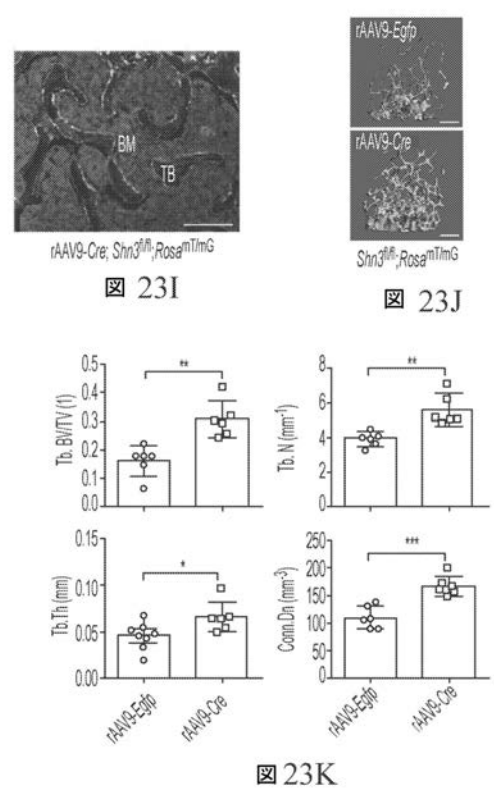 BM
TB
rAAV9-Cre; Shn3fl/fl;RosamT/mG
図 23I
rAAV9-Egfp
rAAV9-Cre
Shn3fl/fl;RosamT/mG
図 23J
Tb. BV/TV (1)
0.5
0.4
0.3
0.2
0.1
0.0
**
Tb. N (mm-1)
8
6
4
2
0
**
Tb.Th (mm)
0.15
0.10
0.05
0.00
*
rAAV9-Egfp
rAAV9-Cre
Conn.Dn (mm-3)
250
200
150
100
50
0
***
rAAV9-Egfp
rAAV9-Cre
図 23K